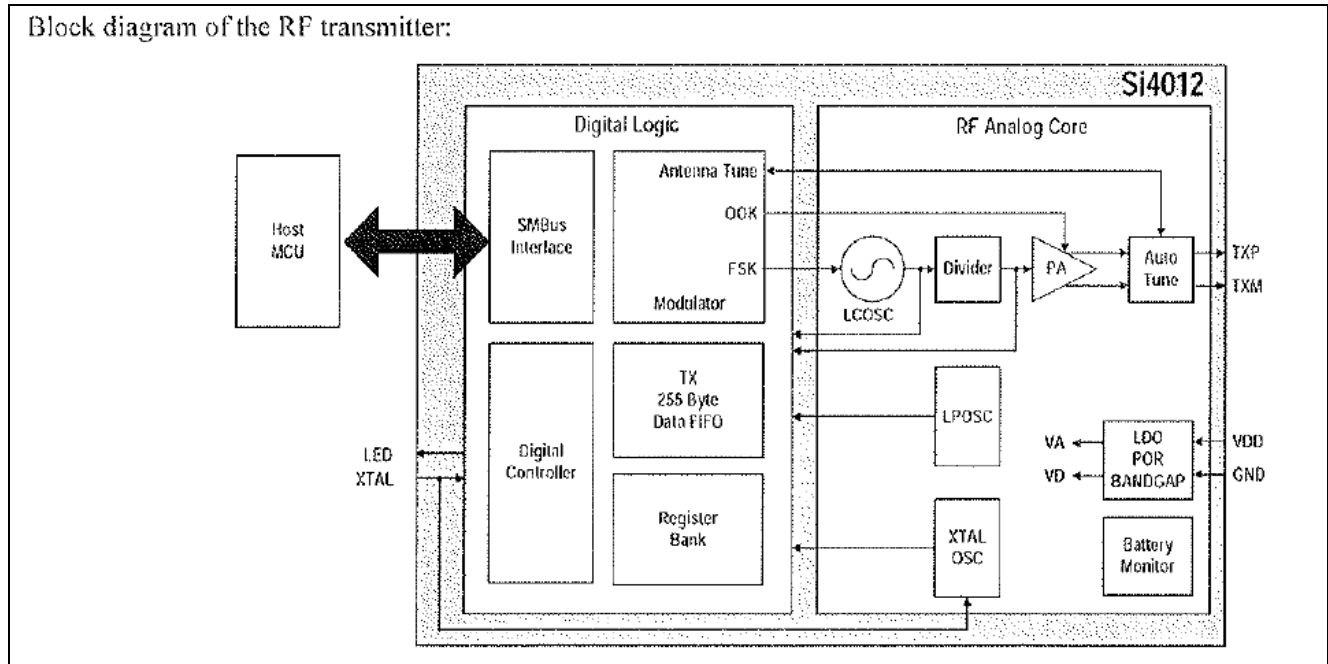 Block diagram of the RF transmitter:
Si4012
Digital Logic
RF Analog Core
Host
MCU
SMBus
Interface
Antenna Tune
OOK
FSK
Modulator
LCOSC
Divider
PA
Auto
Tune
TXP
TXM
Digital
Controller
TX
255 Byte
Data FIFO
Register
Bank
LED
XTAL
LPOSC
XTAL
OSC
VA
VD
LDO
POR
BANDGAP
VDD
GND
Battery
Monitor